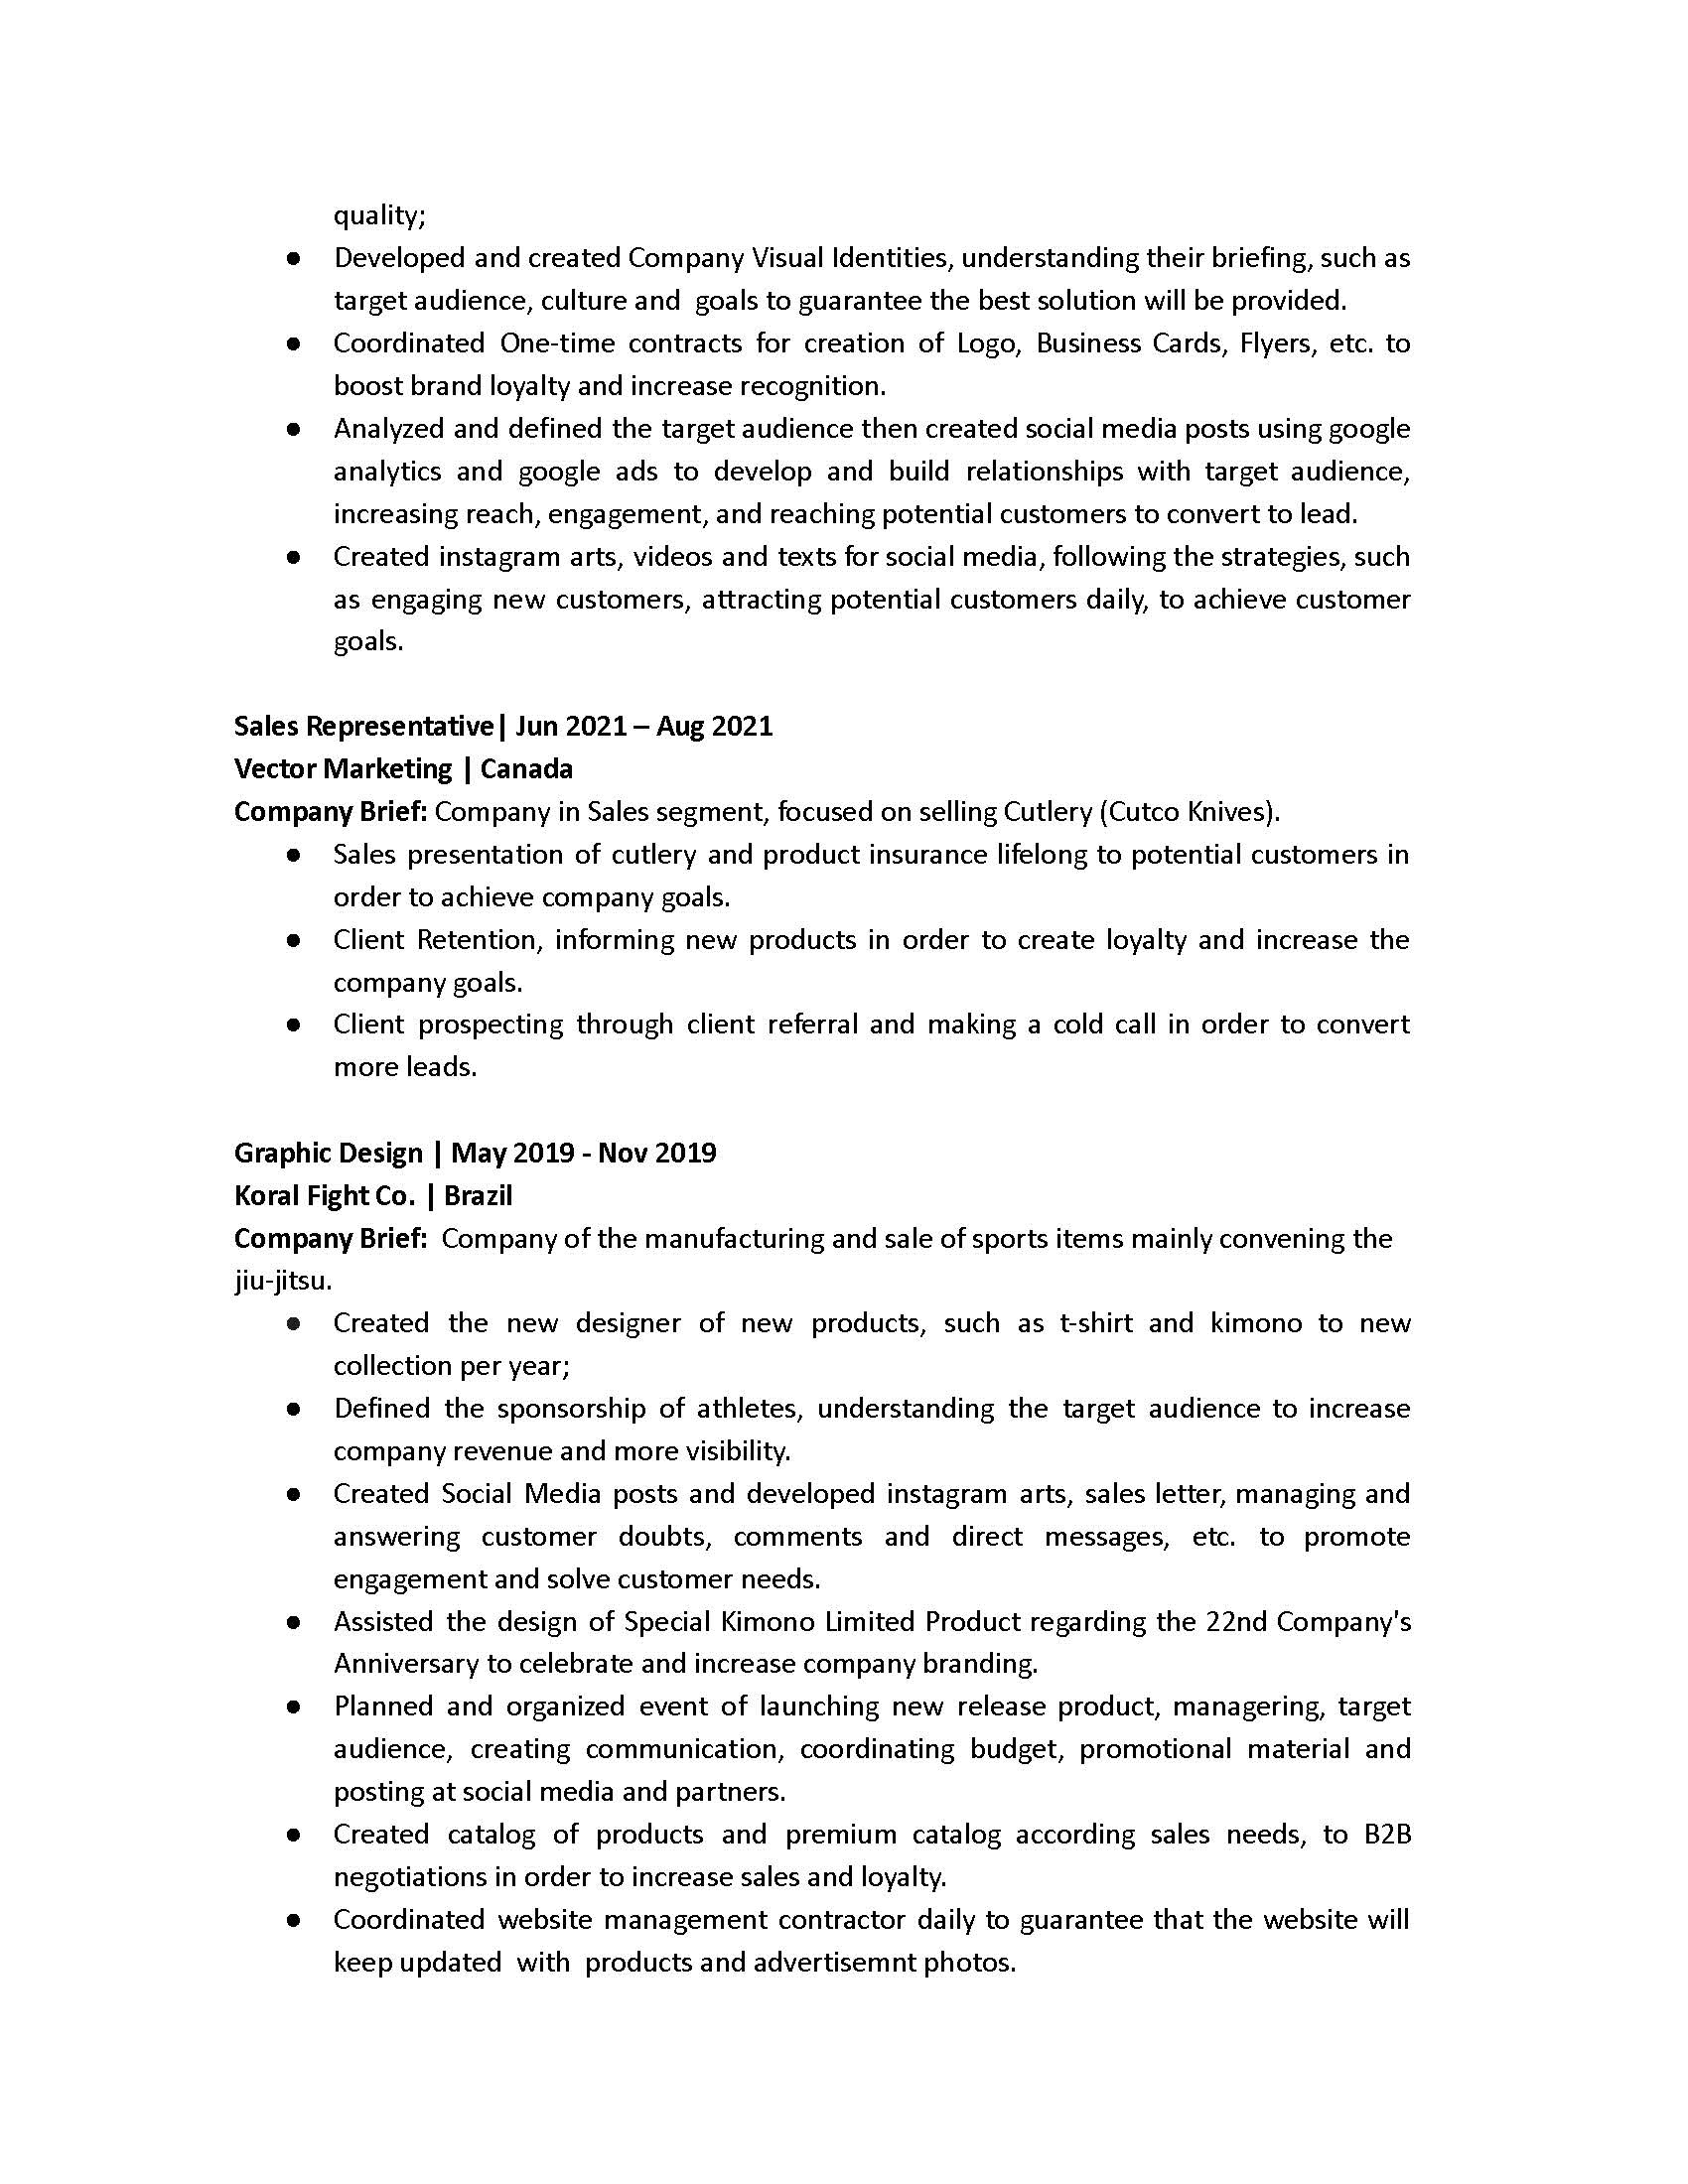 quality;
● Developed and created Company Visual Identities, understanding their briefing, such as
target audience, culture and  goals to guarantee the best solution will be provided.
● Coordinated One-time contracts for creation of Logo, Business Cards, Flyers, etc. to
boost brand loyalty and increase recognition.
● Analyzed and defined the target audience then created social media posts using google
analytics and google ads to develop and build relationships with target audience,
increasing reach, engagement, and reaching potential customers to convert to lead.
● Created instagram arts, videos and texts for social media, following the strategies, such
as engaging new customers, attracting potential customers daily, to achieve customer
goals.
Sales Representative| Jun 2021 – Aug 2021
Vector Marketing | Canada
Company Brief: Company in Sales segment, focused on selling Cutlery (Cutco Knives).
● Sales presentation of cutlery and product insurance lifelong to potential customers in
order to achieve company goals.
● Client Retention, informing new products in order to create loyalty and increase the
company goals.
● Client prospecting through client referral and making a cold call in order to convert
more leads.
Graphic Design | May 2019 - Nov 2019
Koral Fight Co. | Brazil
Company Brief:  Company of the manufacturing and sale of sports items mainly convening the
jiu-jitsu.
● Created the new designer of new products, such as t-shirt and kimono to new
collection per year;
● Defined the sponsorship of athletes, understanding the target audience to increase
company revenue and more visibility.
● Created Social Media posts and developed instagram arts, sales letter, managing and
answering customer doubts, comments and direct messages, etc. to promote
engagement and solve customer needs.
● Assisted the design of Special Kimono Limited Product regarding the 22nd Company's
Anniversary to celebrate and increase company branding.
● Planned and organized event of launching new release product, managering, target
audience, creating communication, coordinating budget, promotional material and
posting at social media and partners.
● Created catalog of products and premium catalog according sales needs, to B2B
negotiations in order to increase sales and loyalty.
● Coordinated website management contractor daily to guarantee that the website will
keep updated  with  products and advertisemnt photos.